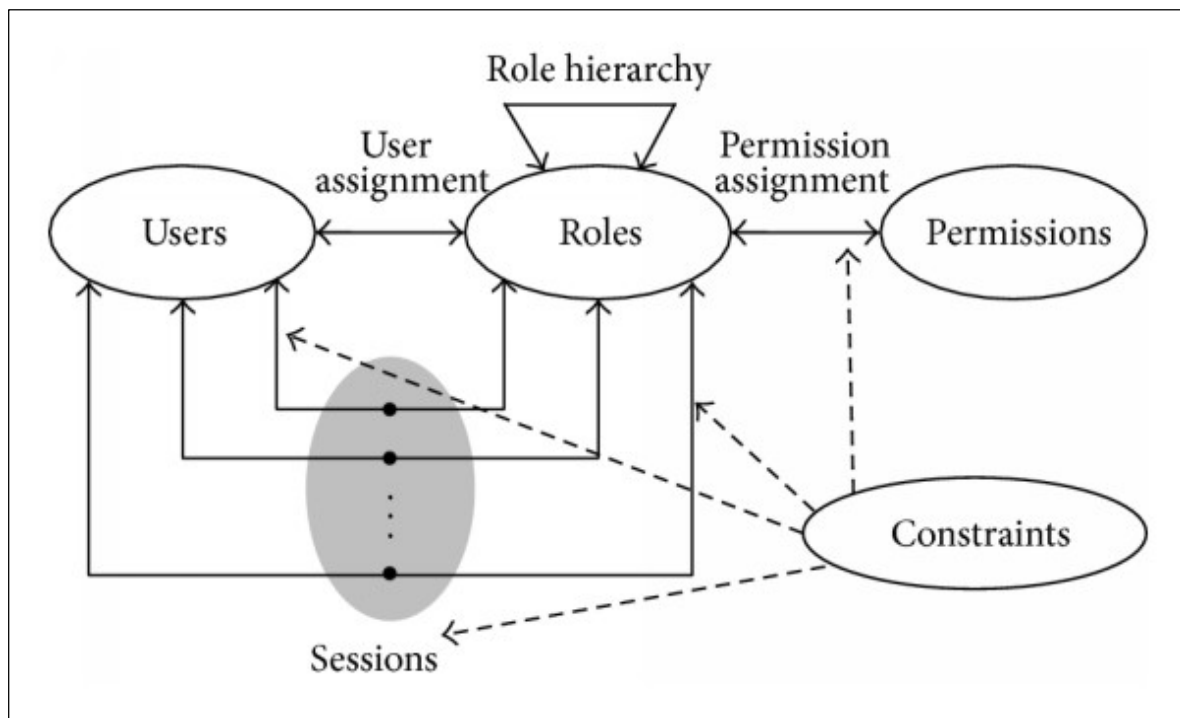 Role hierarchy
User
assignment
Permission
assignment
Users
Roles
Permissions
Constraints
Sessions